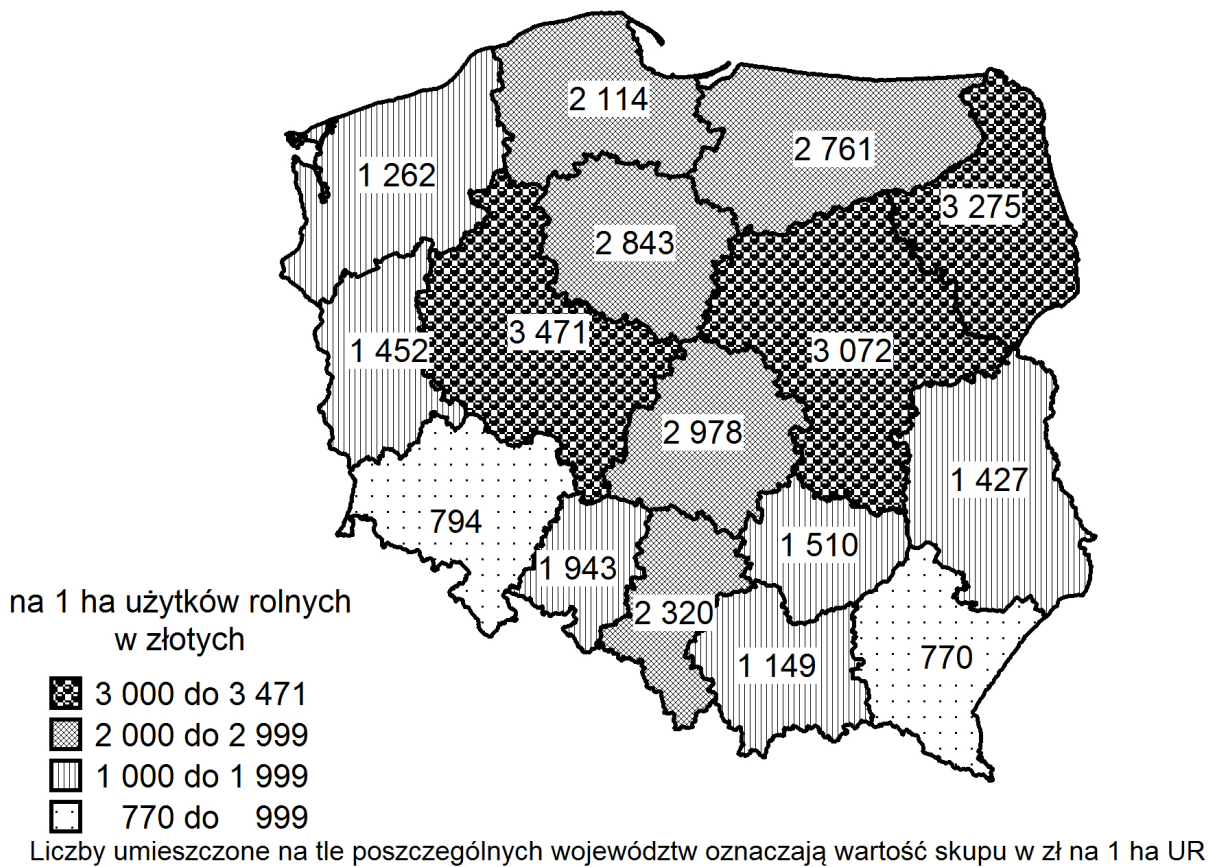 2 114
2 761
1 262
3 275
2 843
3 471
1 452
3 072
2 978
1 427
794
1 510
1 943
2 320
1 149
770
na 1 ha użytków rolnych
w złotych
3 000 do 3 471
2 000 do 2 999
1 000 do 1 999
770 do 999
Liczby umieszczone na tle poszczególnych województw oznaczają wartość skupu w zł na 1 ha UR